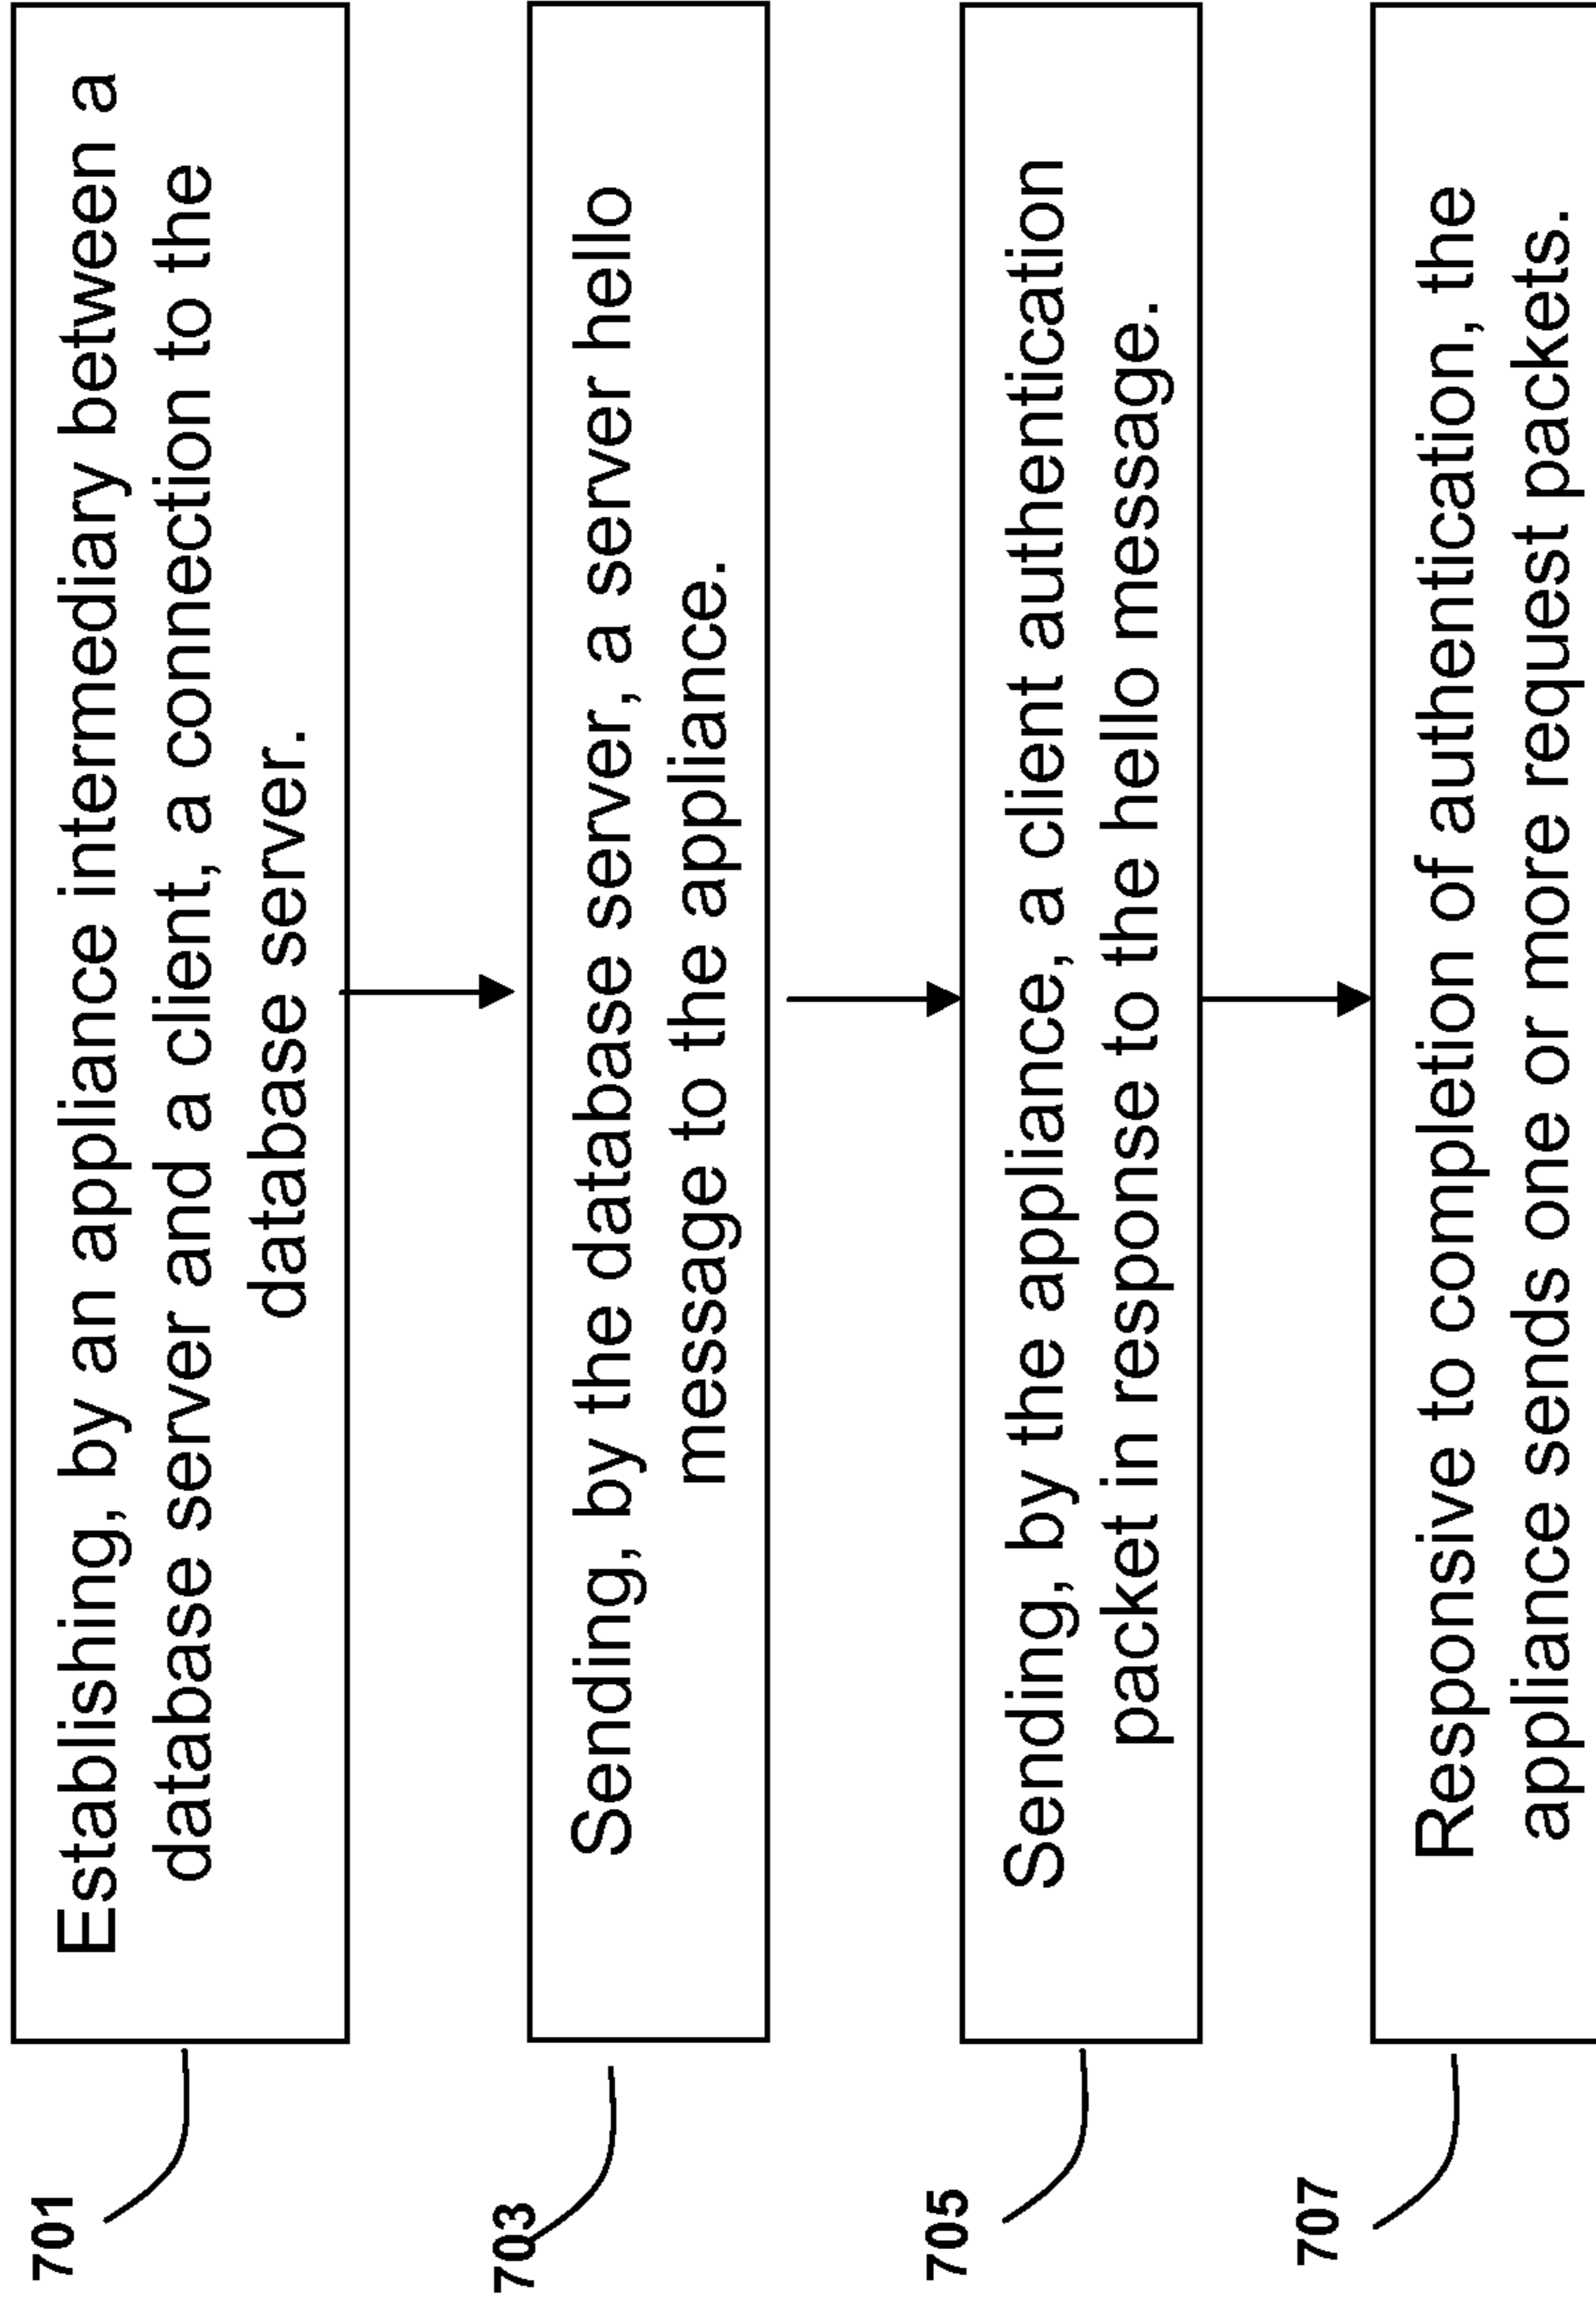 701
Establishing, by an appliance intermediary between a
database server and a client, a connection to the
database server.
703
Sending, by the database server, a server hello
message to the appliance.
705
Sending, by the appliance, a client authentication
packet in response to the hello message.
707
Responsive to completion of authentication, the
appliance sends one or more request packets.